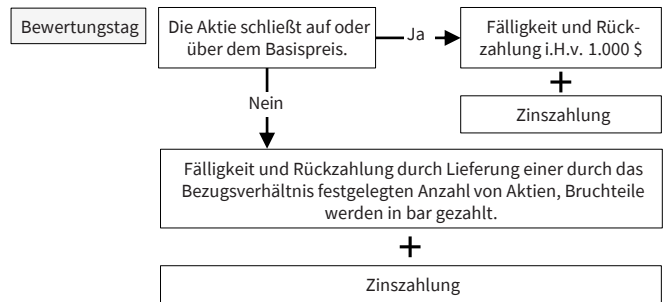 Bewertungstag
Die Aktie schließt auf oder
über dem Basispreis.
Ja
Fälligkeit und Rück-
zahlung i.H.v. 1.000 $
+
Zinszahlung
Nein
Fälligkeit und Rückzahlung durch Lieferung einer durch das
Bezugsverhältnis festgelegten Anzahl von Aktien, Bruchteile
werden in bar gezahlt.
+
Zinszahlung